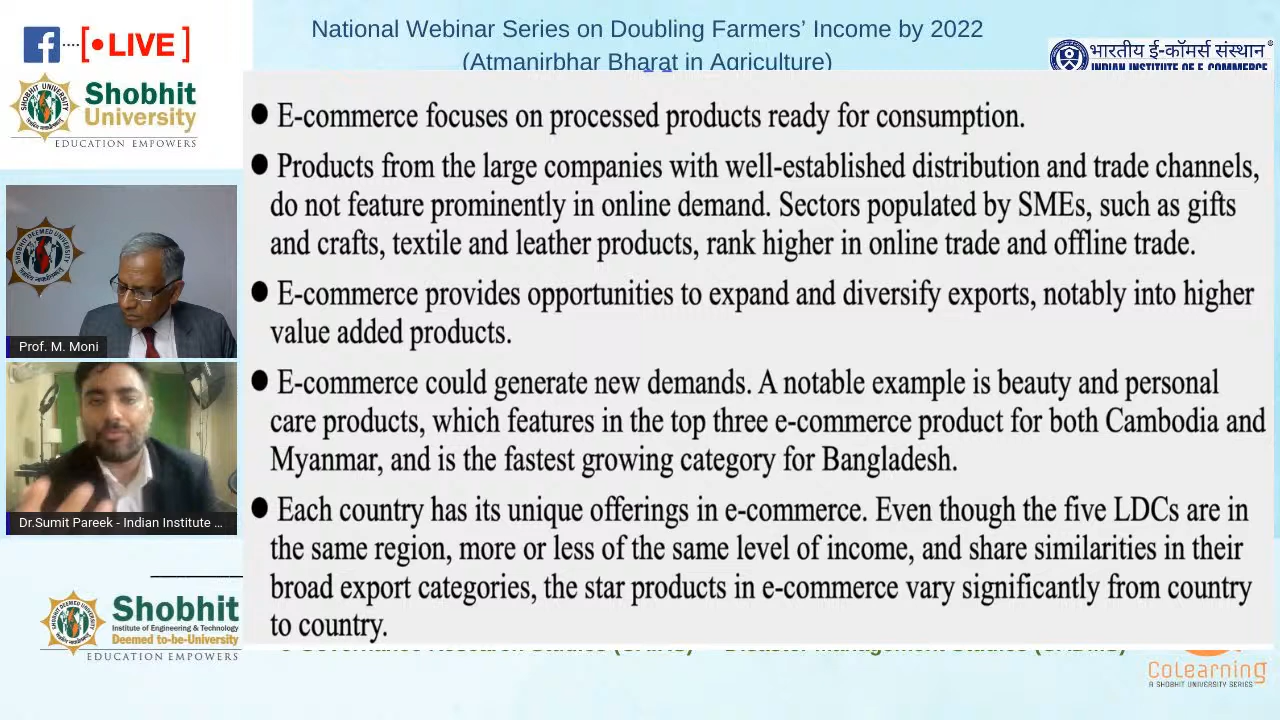 National Webinar Series on Doubling Farmers' Income by 2022
(Atmanirbhar Bharat in Agriculture)
LIVE
भारतीय ई-कॉमर्स संस्थान
INDIAN INSTITUTE OF E-COMMERCE
Shobhit
University
EDUCATION EMPOWERS
● E-commerce focuses on processed products ready for consumption.
● Products from the large companies with well-established distribution and trade channels,
do not feature prominently in online demand. Sectors populated by SMEs, such as gifts
and crafts, textile and leather products, rank higher in online trade and offline trade.
● E-commerce provides opportunities to expand and diversify exports, notably into higher
value added products.
● E-commerce could generate new demands. A notable example is beauty and personal
care products, which features in the top three e-commerce product for both Cambodia and
Myanmar, and is the fastest growing category for Bangladesh.
● Each country has its unique offerings in e-commerce. Even though the five LDCs are in
the same region, more or less of the same level of income, and share similarities in their
broad export categories, the star products in e-commerce vary significantly from country
to country.
SHOBHIT DEEMED UNIVERSITY
Prof. M. Moni
Dr.Sumit Pareek - Indian Institute ...
Shobhit
Institute of Engineering & Technology
Deemed to-be-University
EDUCATION EMPOWERS
CoLearning
A SHOBHIT UNIVERSITY SERIES